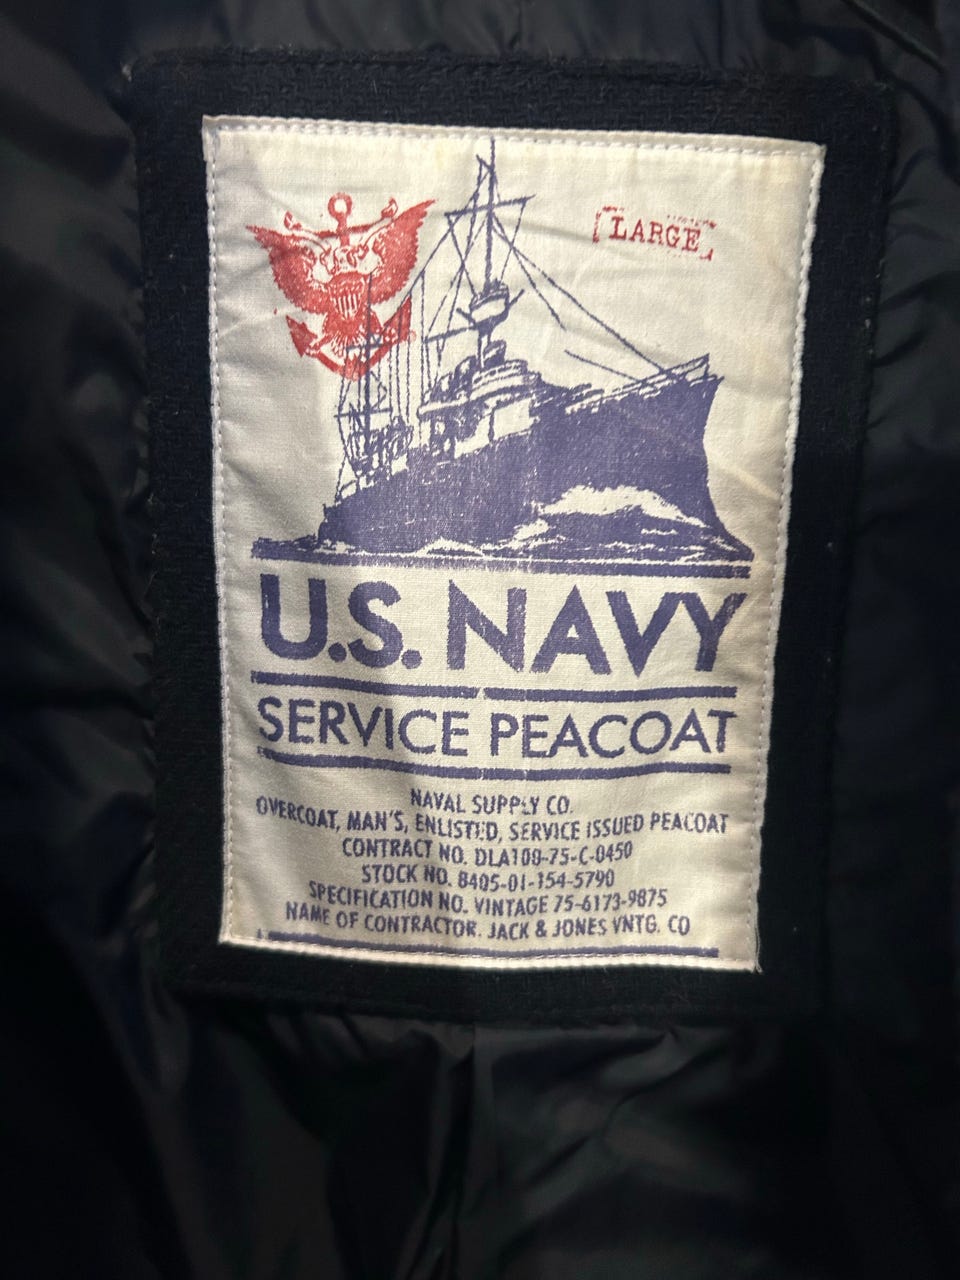 LARGE
U.S. NAVY
SERVICE PEACOAT
NAVAL SUPPLY CO.
OVERCOAT, MAN'S, ENLISTED, SERVICE ISSUED PEACOAT
CONTRACT NO. DLA100-75-C-0450
STOCK NO. 8405-01-154-5790
SPECIFICATION NO. VINTAGE 75-6173-9875
NAME OF CONTRACTOR. JACK & JONES VNTG. CO